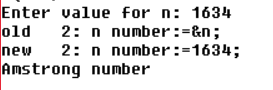 Enter value for n: 1634
old   2: n number:=&n;
new   2: n number:=1634;
Amstrong number